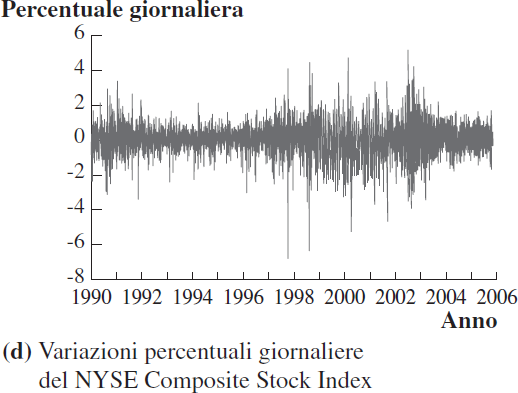 Percentuale giornaliera
6
4
2
0
-2
-4
-6
-8
1990 1992 1994 1996 1998 2000 2002 2004 2006
Anno
(d) Variazioni percentuali giornaliere
del NYSE Composite Stock Index